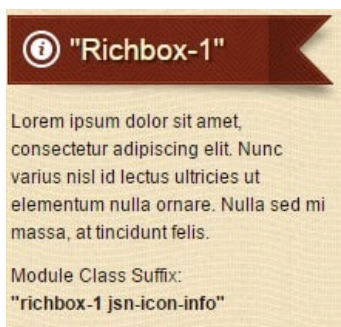 "Richbox-1"
Lorem ipsum dolor sit amet,
consectetur adipiscing elit. Nunc
varius nisl id lectus ultricies ut
elementum nulla ornare. Nulla sed mi
massa, at tincidunt felis.
Module Class Suffix:
"richbox-1 jsn-icon-info"